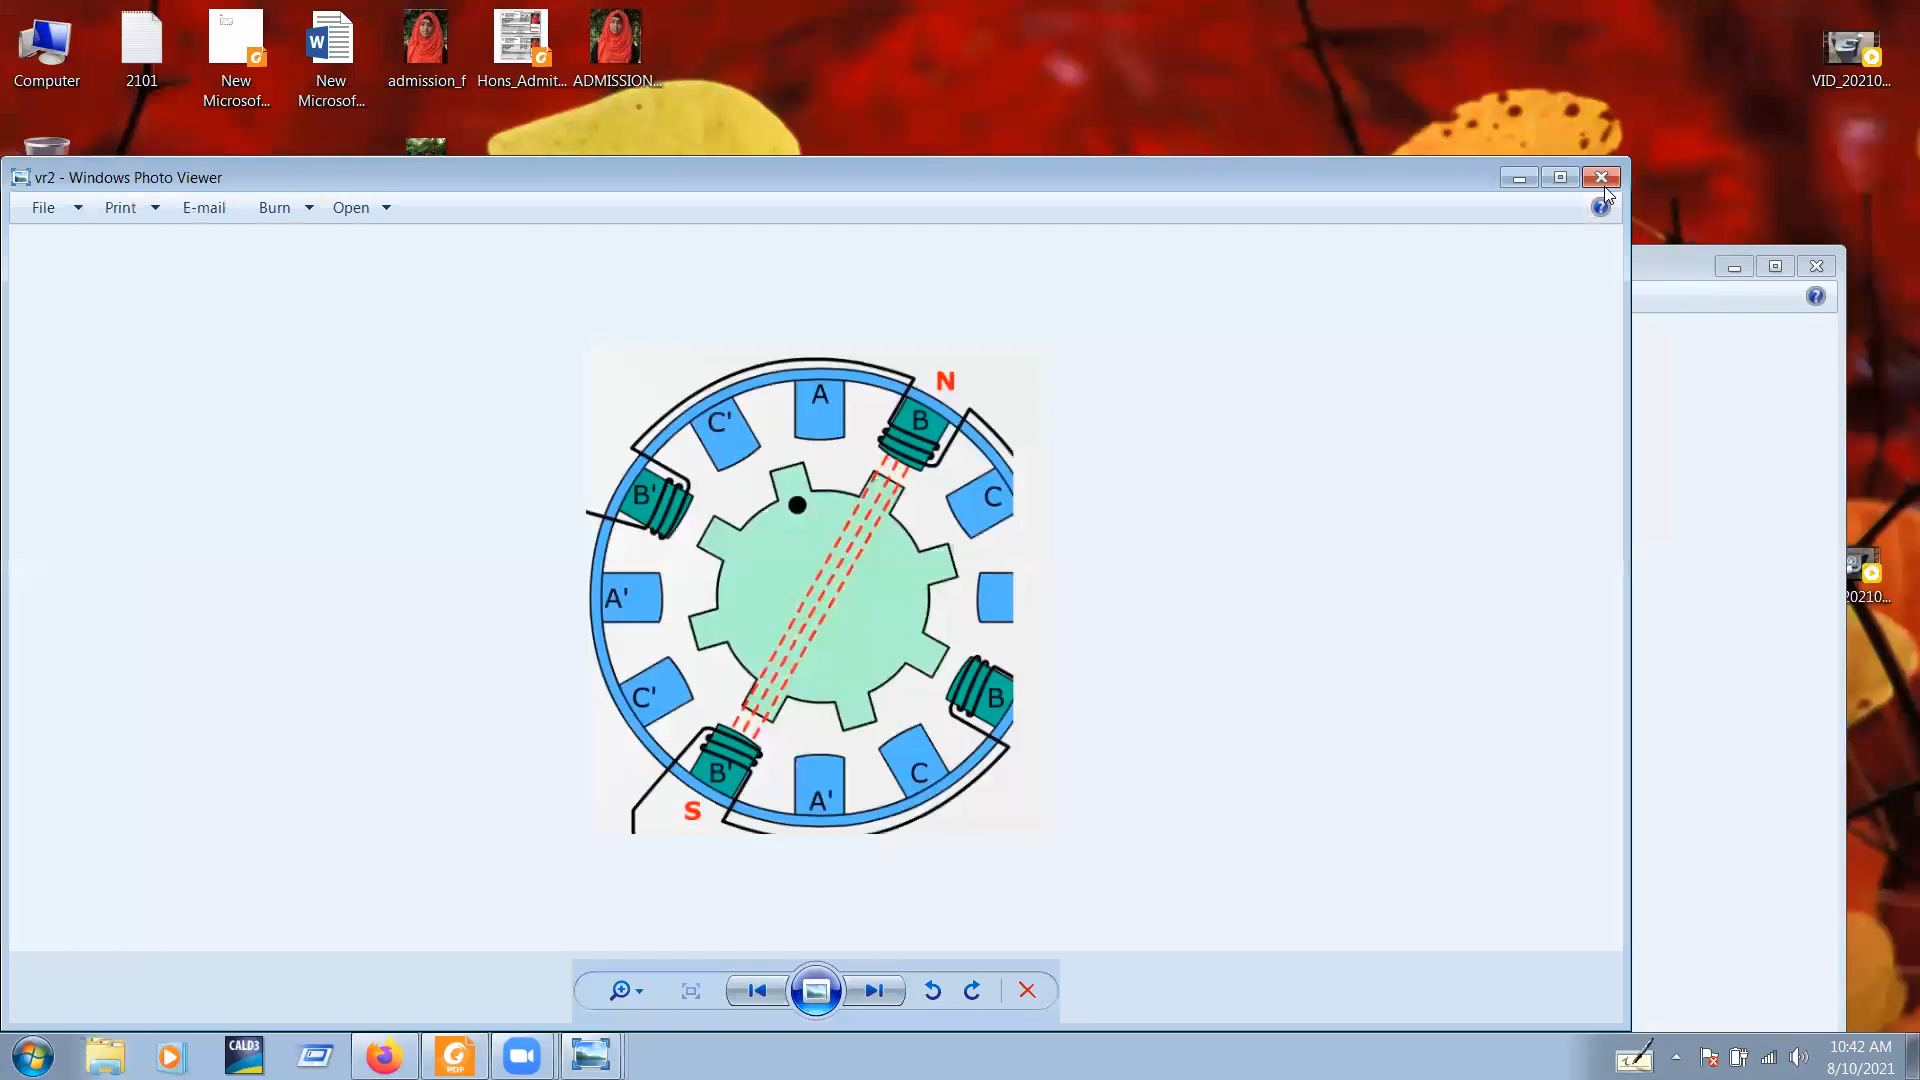 Computer
2101
New
Microsof...
New
Microsof...
admission_f
Hons_Admit...
ADMISSION...
VID_20210...
vr2 - Windows Photo Viewer
File
Print
E-mail
Burn
Open
A
N
B
C'
B'
C
A'
C'
B
B'
C
A'
S
20210...
CALD3
PDF
10:42 AM
8/10/2021